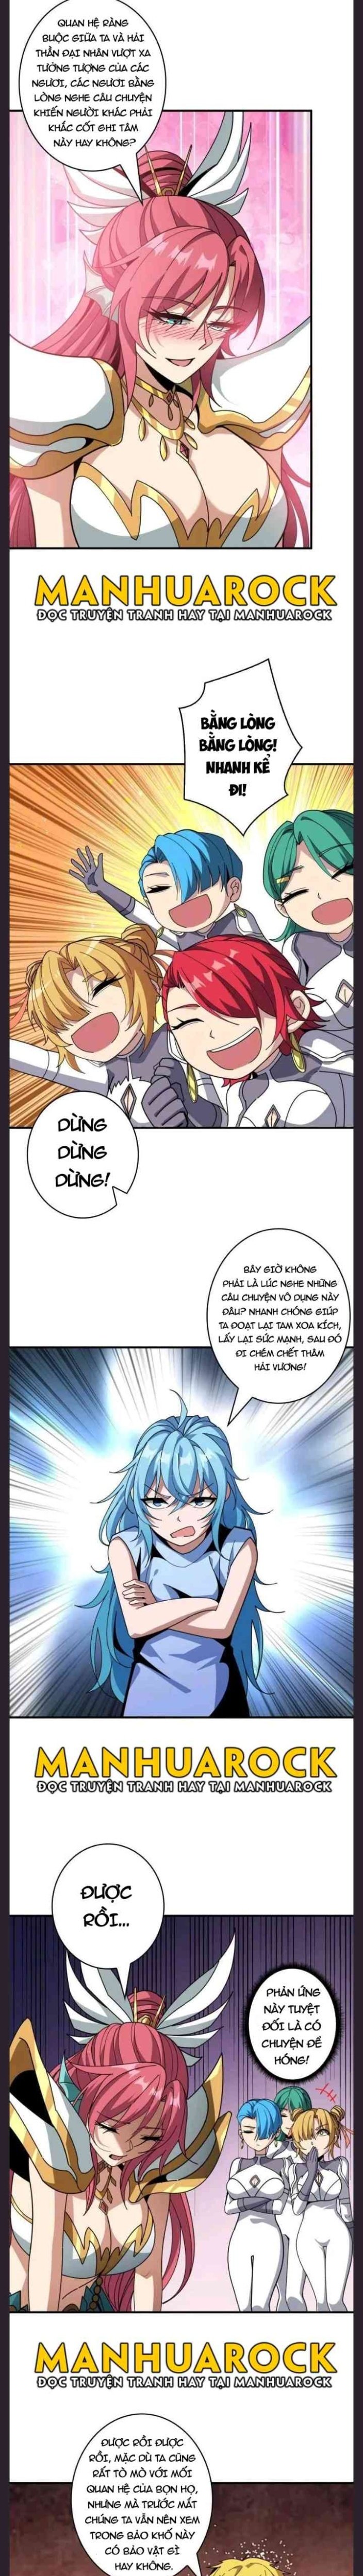 QUAN HỆ RÀNG
BUỘC GIỮA TA VÀ HẢI
THẦN ĐẠI NHÂN VƯỢT XA
TƯỞNG TƯỢNG CỦA CÁC
NGƯƠI, CÁC NGƯƠI BẰNG
LÒNG NGHE CÂU CHUYỆN
KHIẾN NGƯỜI KHÁC PHẢI
KHẮC CỐT GHI TÂM
NÀY HAY KHÔNG?
MANHUAROCK
ĐỌC TRUYỆN TRANH HAY TẠI MANHUAROCK
BẰNG LÒNG
BẰNG LÒNG!
NHANH KỂ
ĐI!
DỪNG
DỪNG
DỪNG!
BÂY GIỜ KHÔNG
PHẢI LÀ LÚC NGHE NHỮNG
CÂU CHUYỆN VÔ DỤNG NÀY
ĐÂU? NHANH CHÓNG GIÚP
TA ĐOẠT LẠI TAM XOA KÍCH,
LẤY LẠI SỨC MẠNH, SAU ĐÓ
ĐI CHÉM CHẾT THÂM
HẢI VƯƠNG!
MANHUAROCK
ĐỌC TRUYỆN TRANH HAY TẠI MANHUAROCK
ĐƯỢC
RỒI...
PHẢN ỨNG
NÀY TUYỆT
ĐỐI LÀ CÓ
CHUYỆN ĐỂ
HÓNG!
MANHUAROCK
ĐỌC TRUYỆN TRANH HAY TẠI MANHUAROCK
ĐƯỢC RỒI ĐƯỢC
RỒI, MẶC DÙ TA CŨNG
RẤT TÒ MÒ VỚI MỐI
QUAN HỆ CỦA BỌN HỌ,
NHƯNG MÀ TRƯỚC MẮT
CHÚNG TA VẪN NÊN XEM
TRONG BẢO KHỐ NÀY
CÓ BẢO VẬT GÌ
HAY KHÔNG.